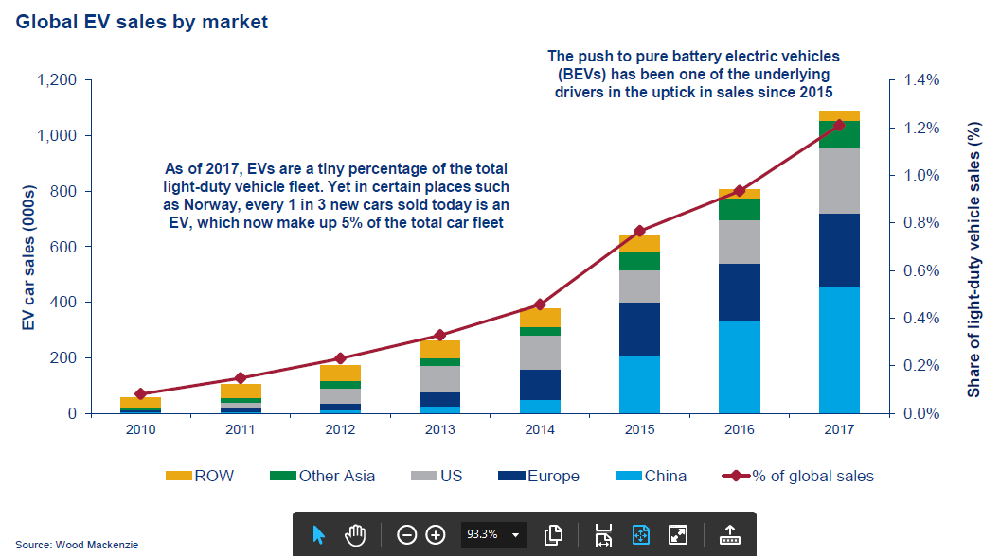 Global EV sales by market
The push to pure battery electric vehicles
(BEVs) has been one of the underlying
drivers in the uptick in sales since 2015
As of 2017, EVs are a tiny percentage of the total
light-duty vehicle fleet. Yet in certain places such
as Norway, every 1 in 3 new cars sold today is an
EV, which now make up 5% of the total car fleet
EV car sales (000s)
1,200
1,000
800
600
400
200
0
1.4%
1.2%
1.0%
0.8%
0.6%
0.4%
0.2%
0.0%
Share of light-duty vehicle sales (%)
2010 2011 2012 2013 2014 2015 2016 2017
ROW Other Asia US Europe China % of global sales
93.3%
Source: Wood Mackenzie